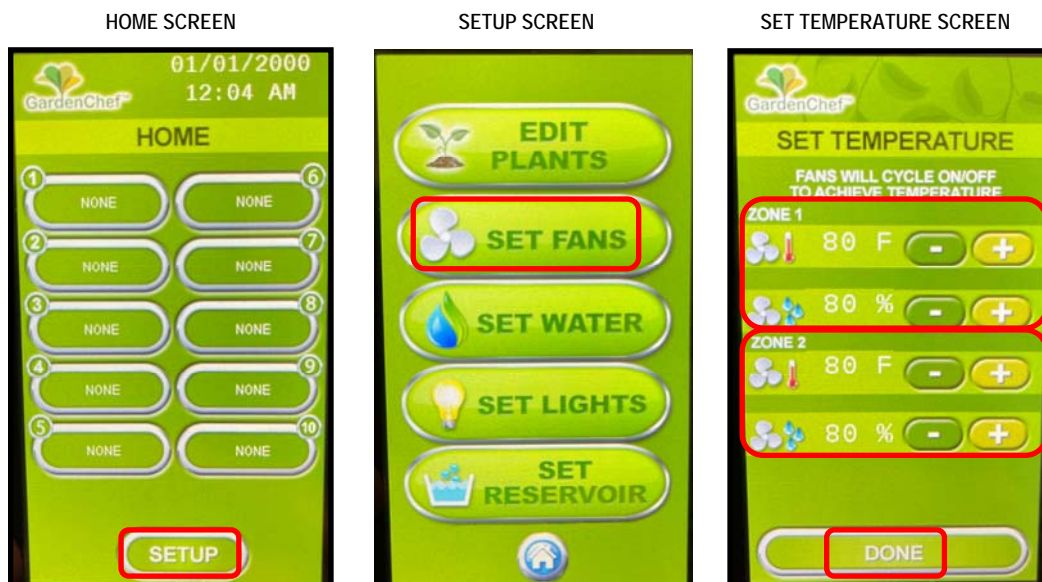 HOME SCREEN
SETUP SCREEN
SET TEMPERATURE SCREEN
GardenChef™
01/01/2000
12:04 AM
HOME
1 NONE
6 NONE
2 NONE
7 NONE
3 NONE
8 NONE
4 NONE
9 NONE
5 NONE
10 NONE
SETUP
EDIT
PLANTS
SET FANS
SET WATER
SET LIGHTS
SET
RESERVOIR
GardenChef™
SET TEMPERATURE
FANS WILL CYCLE ON/OFF
TO ACHIEVE TEMPERATURE
ZONE 1
80 F - +
80 % - +
ZONE 2
80 F - +
80 % - +
DONE